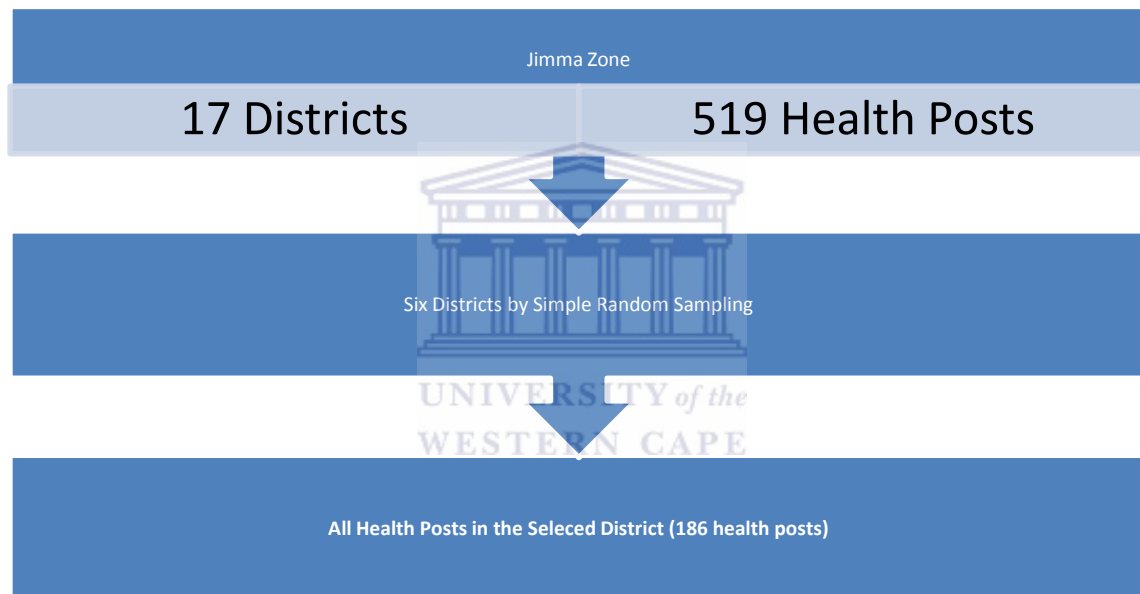 Jimma Zone
17 Districts
519 Health Posts
Six Districts by Simple Random Sampling
UNIVERSITY of the
WESTERN CAPE
All Health Posts in the Seleced District (186 health posts)